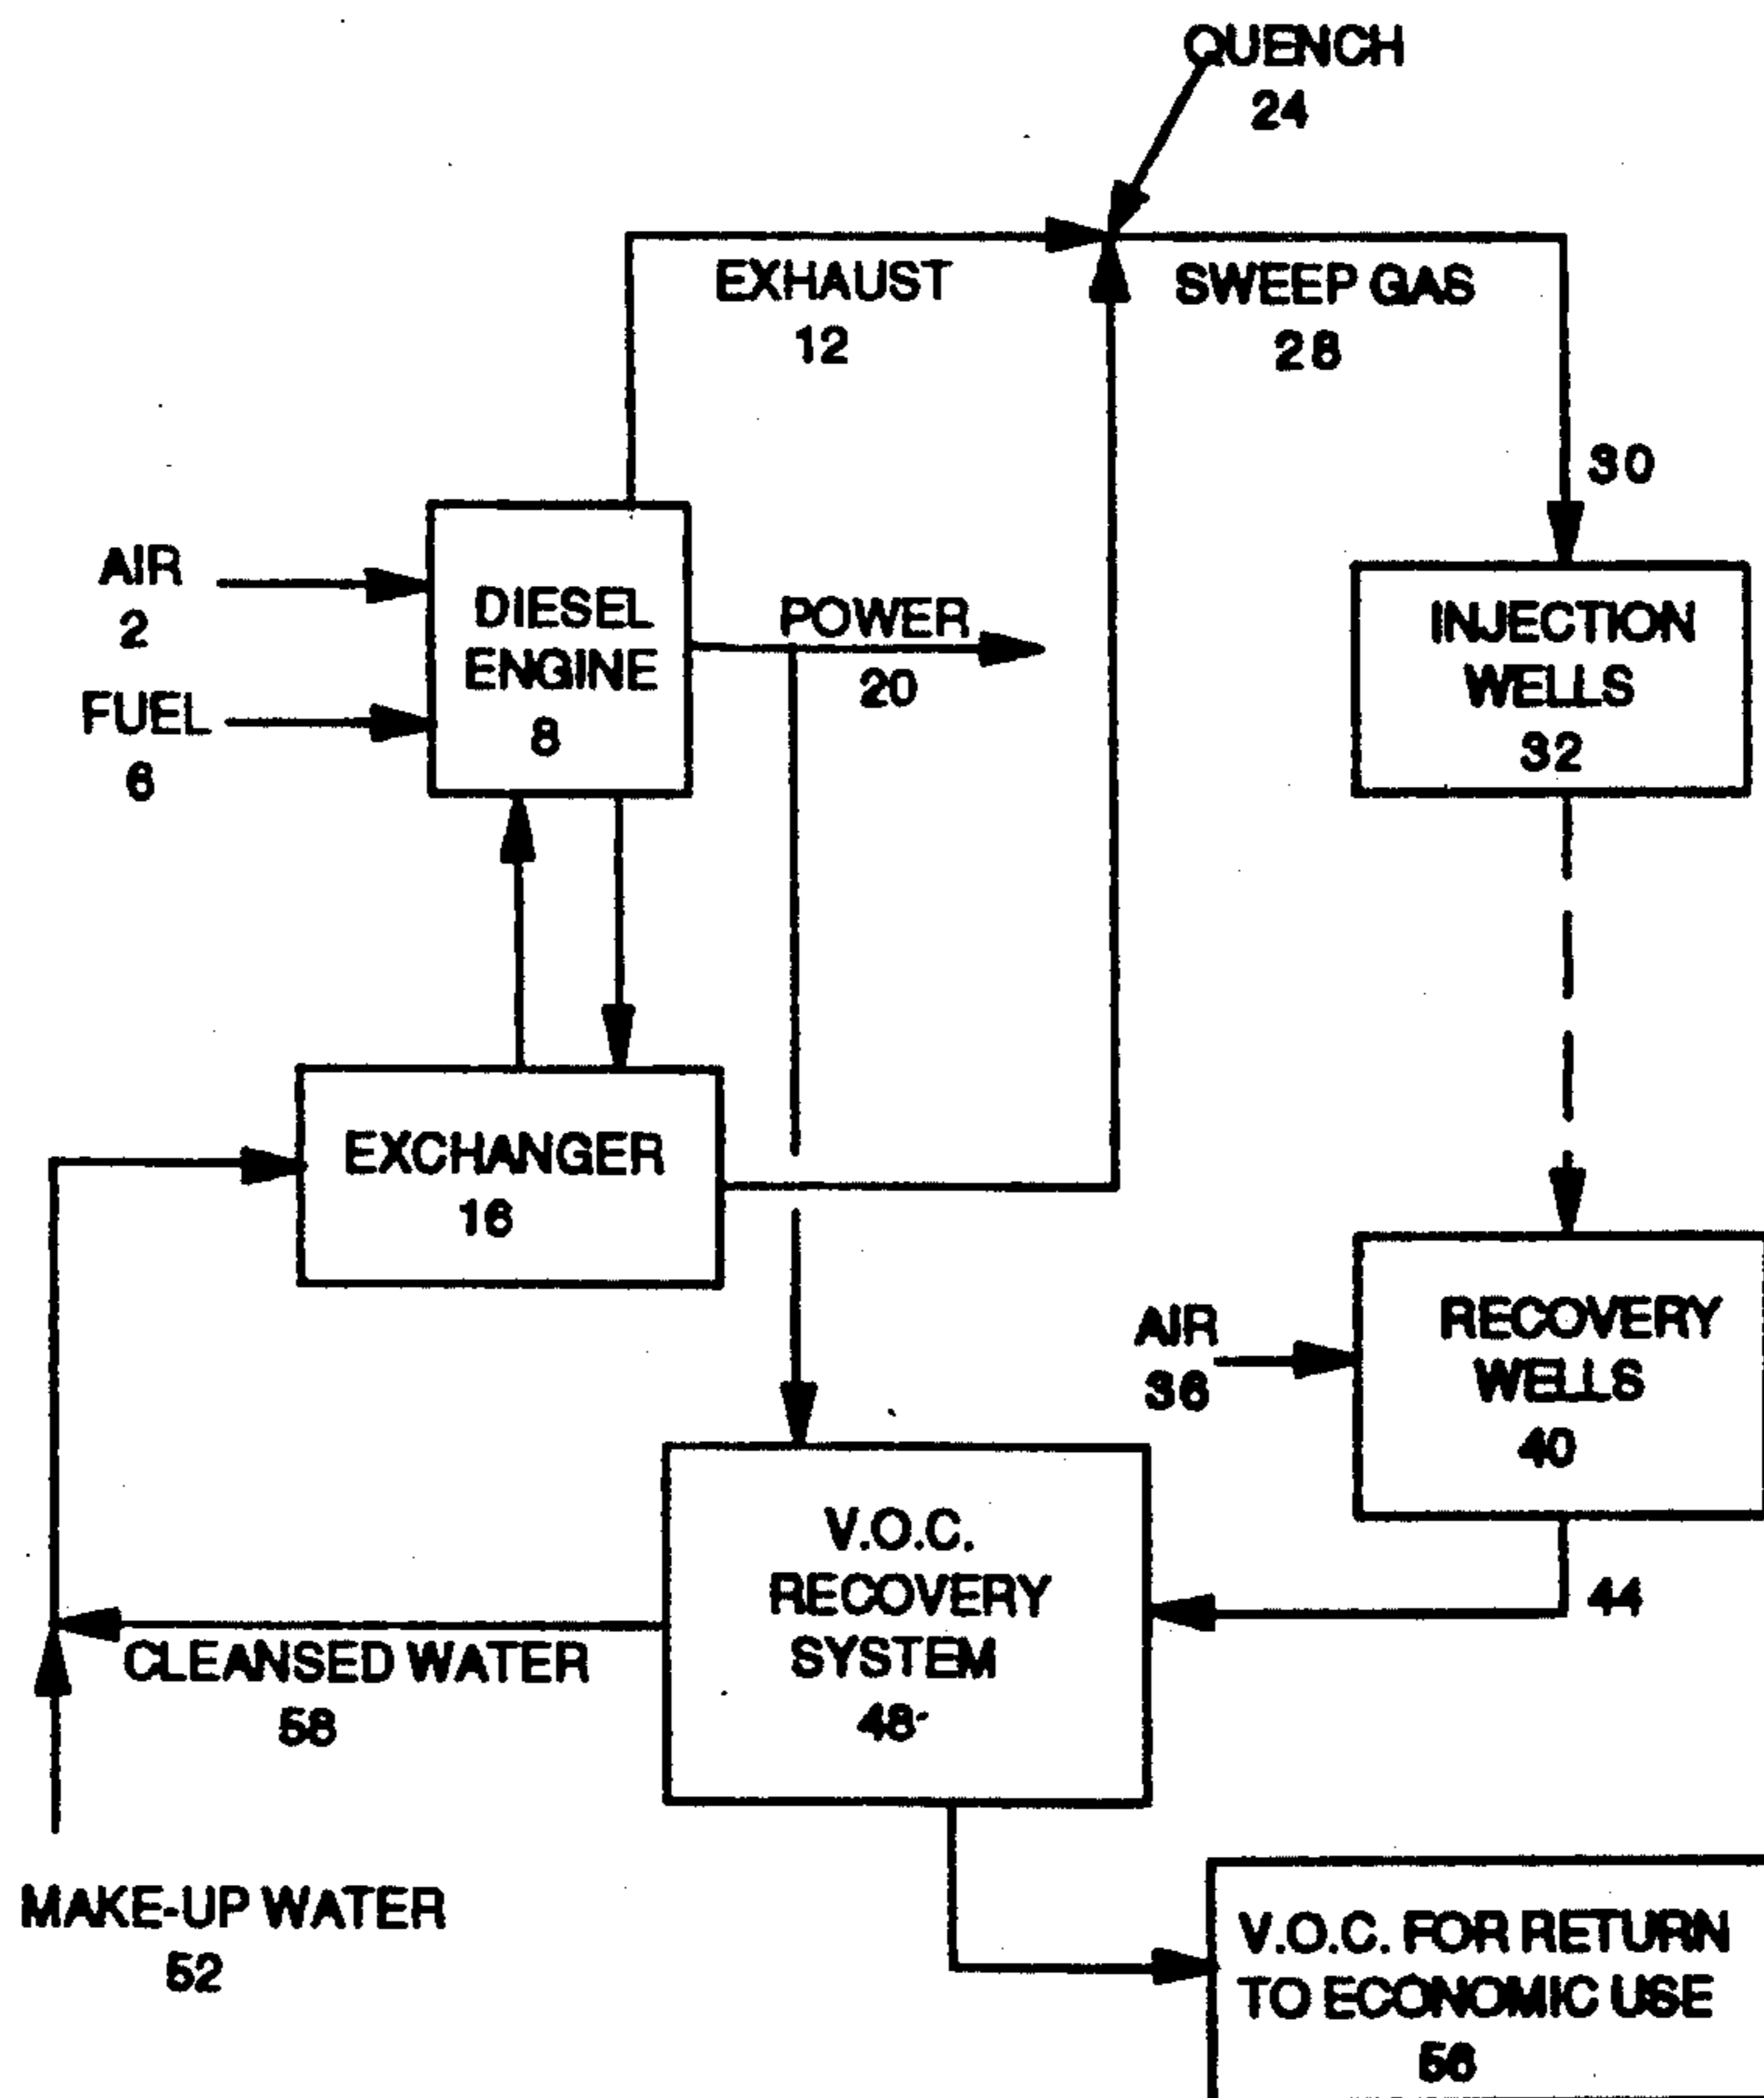 QUENCH
24
EXHAUST
12
SWEEP GAS
28
30
AIR
2
FUEL
6
DIESEL
ENGINE
8
POWER
20
INJECTION
WELLS
32
EXCHANGER
16
AIR
36
RECOVERY
WELLS
40
44
V.O.C.
RECOVERY
SYSTEM
48
CLEANSED WATER
58
MAKE-UP WATER
52
V.O.C. FOR RETURN
TO ECONOMIC USE
56